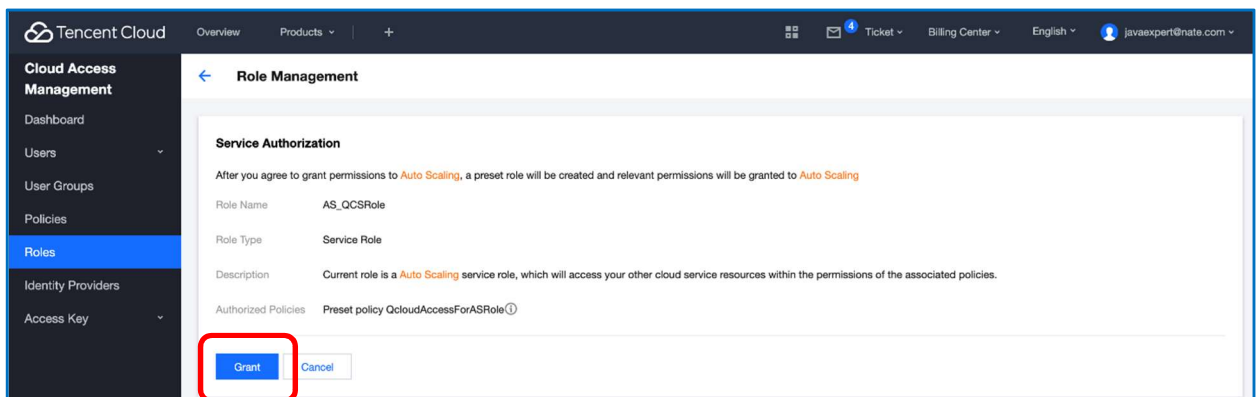 Tencent Cloud
Overview
Products
+
4
Ticket
Billing Center
English
javaexpert@nate.com
Cloud Access
Management
Dashboard
Users
User Groups
Policies
Roles
Identity Providers
Access Key
Role Management
Service Authorization
After you agree to grant permissions to Auto Scaling, a preset role will be created and relevant permissions will be granted to Auto Scaling
Role Name AS_QCSRole
Role Type Service Role
Description Current role is a Auto Scaling service role, which will access your other cloud service resources within the permissions of the associated policies.
Authorized Policies Preset policy QcloudAccessForASRole
Grant
Cancel